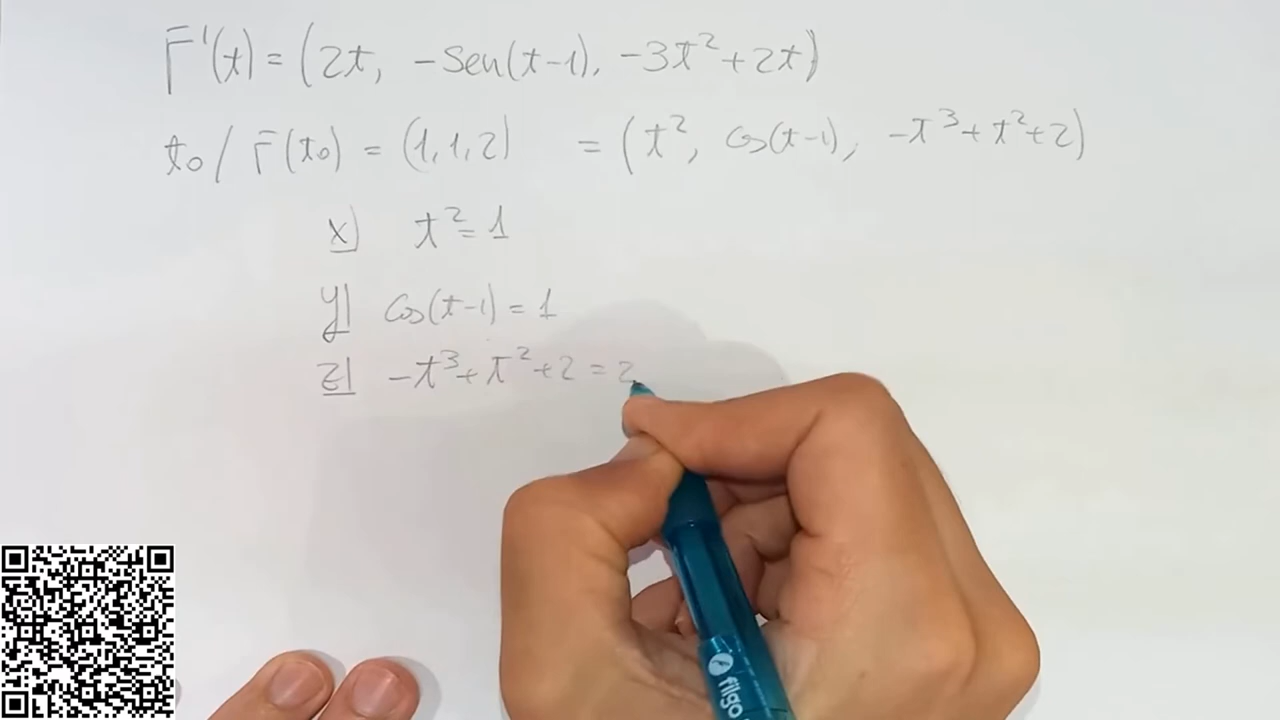 r̄'(t) = (2t, -sen(t-1), -3t²+2t)
t₀ / r̄(t₀) = (1,1,2) = (t², cos(t-1), -t³+t²+2)
x) t² = 1
y) cos(t-1) = 1
z) -t³+t²+2 = 2
filgo